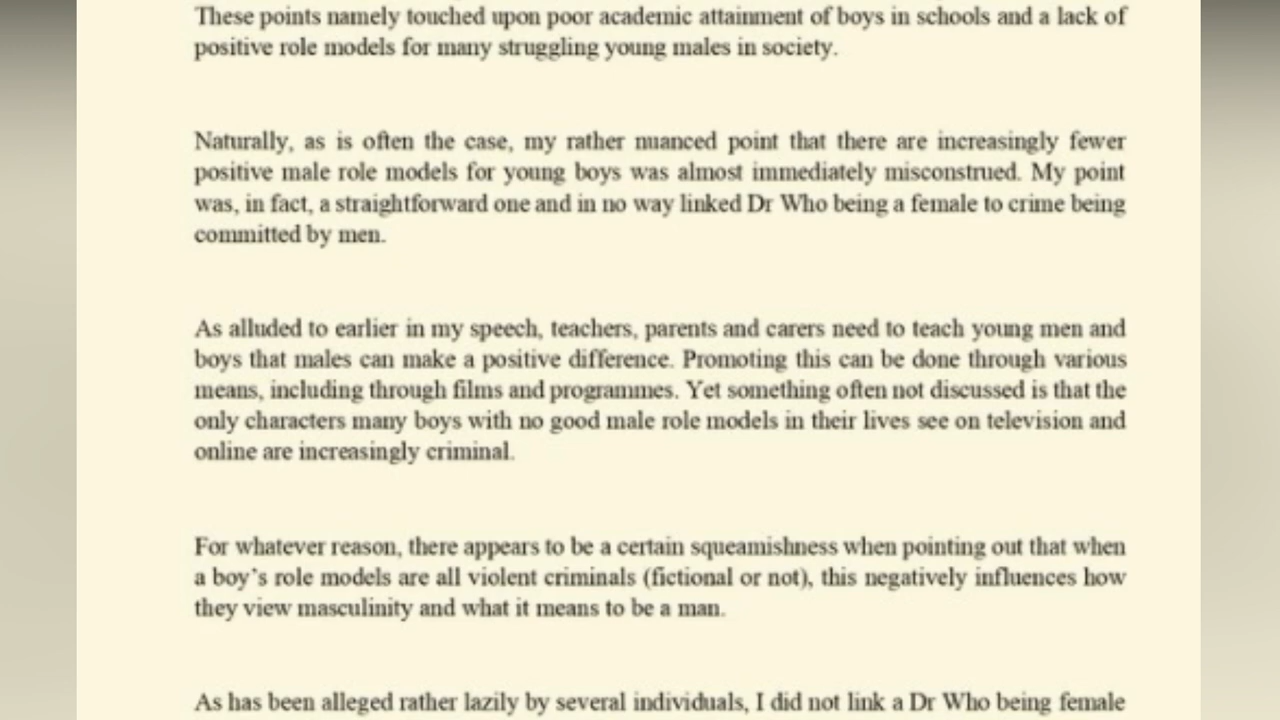 These points namely touched upon poor academic attainment of boys in schools and a lack of
positive role models for many struggling young males in society.
Naturally, as is often the case, my rather nuanced point that there are increasingly fewer
positive male role models for young boys was almost immediately misconstrued. My point
was, in fact, a straightforward one and in no way linked Dr Who being a female to crime being
committed by men.
As alluded to earlier in my speech, teachers, parents and carers need to teach young men and
boys that males can make a positive difference. Promoting this can be done through various
means, including through films and programmes. Yet something often not discussed is that the
only characters many boys with no good male role models in their lives see on television and
online are increasingly criminal.
For whatever reason, there appears to be a certain squeamishness when pointing out that when
a boy's role models are all violent criminals (fictional or not), this negatively influences how
they view masculinity and what it means to be a man.
As has been alleged rather lazily by several individuals, I did not link a Dr Who being female